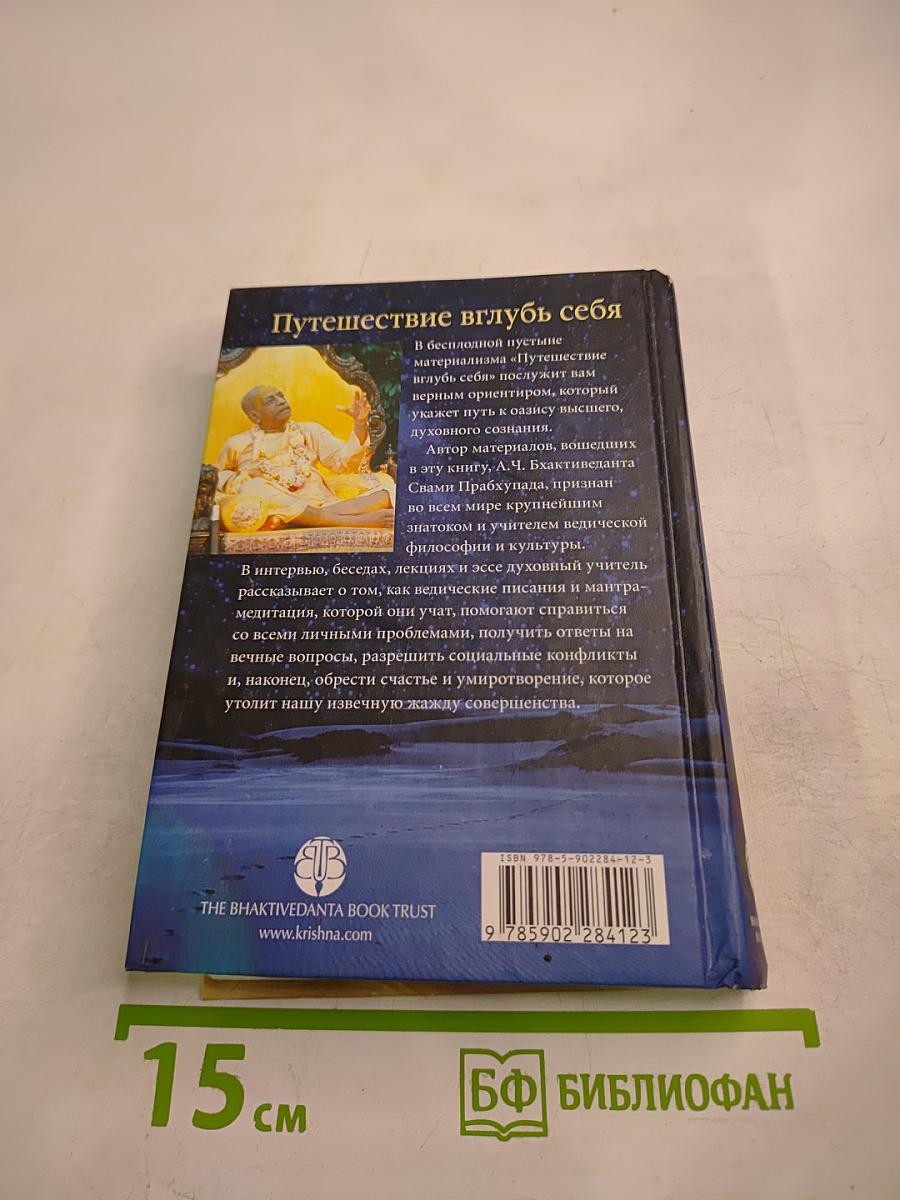 Путешествие вглубь себя
В бесплодной пустыне
материализма «Путешествие
вглубь себя» послужит вам
верным ориентиром, который
укажет путь к оазису высшего,
духовного сознания.
Автор материалов, вошедших
в эту книгу, А.Ч. Бхактиведанта
Свами Прабхупада, признан
во всем мире крупнейшим
знатоком и учителем ведической
философии и культуры.
В интервью, беседах, лекциях и эссе духовный учитель
рассказывает о том, как ведические писания и мантра-
медитация, которой они учат, помогают справиться
со всеми личными проблемами, получить ответы на
вечные вопросы, разрешить социальные конфликты
и, наконец, обрести счастье и умиротворение, которое
утолит нашу извечную жажду совершенства.
BTB
THE BHAKTIVEDANTA BOOK TRUST
www.krishna.com
ISBN 978-5-902284-12-3
9 785902 284123
15 см
БФ БИБЛИОФАН